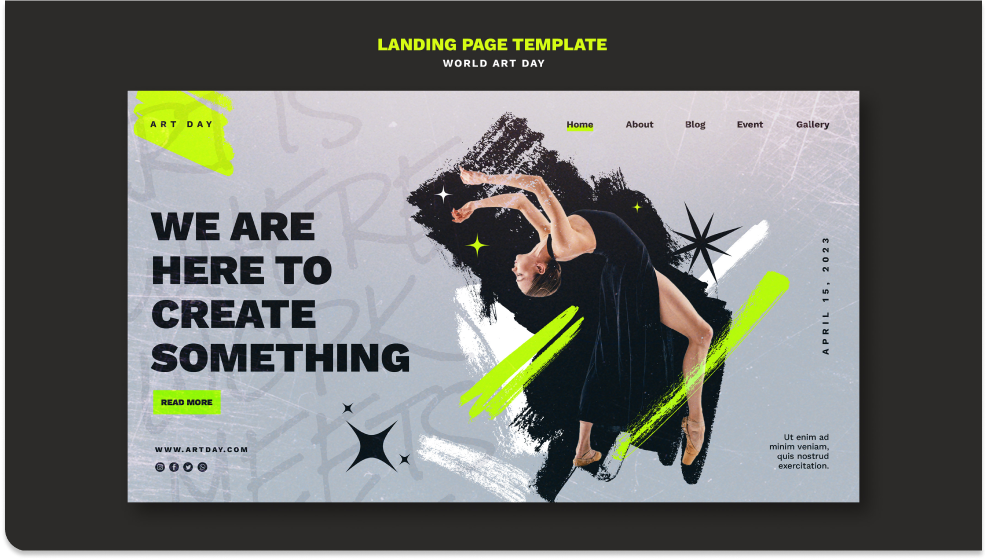 LANDING PAGE TEMPLATE
WORLD ART DAY
ART DAY
Home About Blog Event Gallery
WE ARE
HERE TO
CREATE
SOMETHING
READ MORE
WWW.ARTDAY.COM
APRIL 15, 2023
Ut enim ad
minim veniam,
quis nostrud
exercitation.